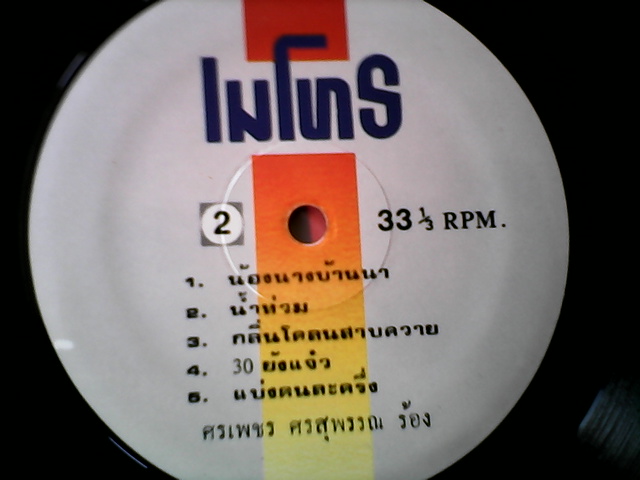 ไมโทร
2 33⅓ RPM.
1. น้องนางบ้านนา
2. น้ำท่วม
3. กลิ่นโคลนสาบควาย
4. 30 ยังแจ๋ว
5. แบ่งคนละครึ่ง
ศรเพชร ศรสุพรรณ ร้อง